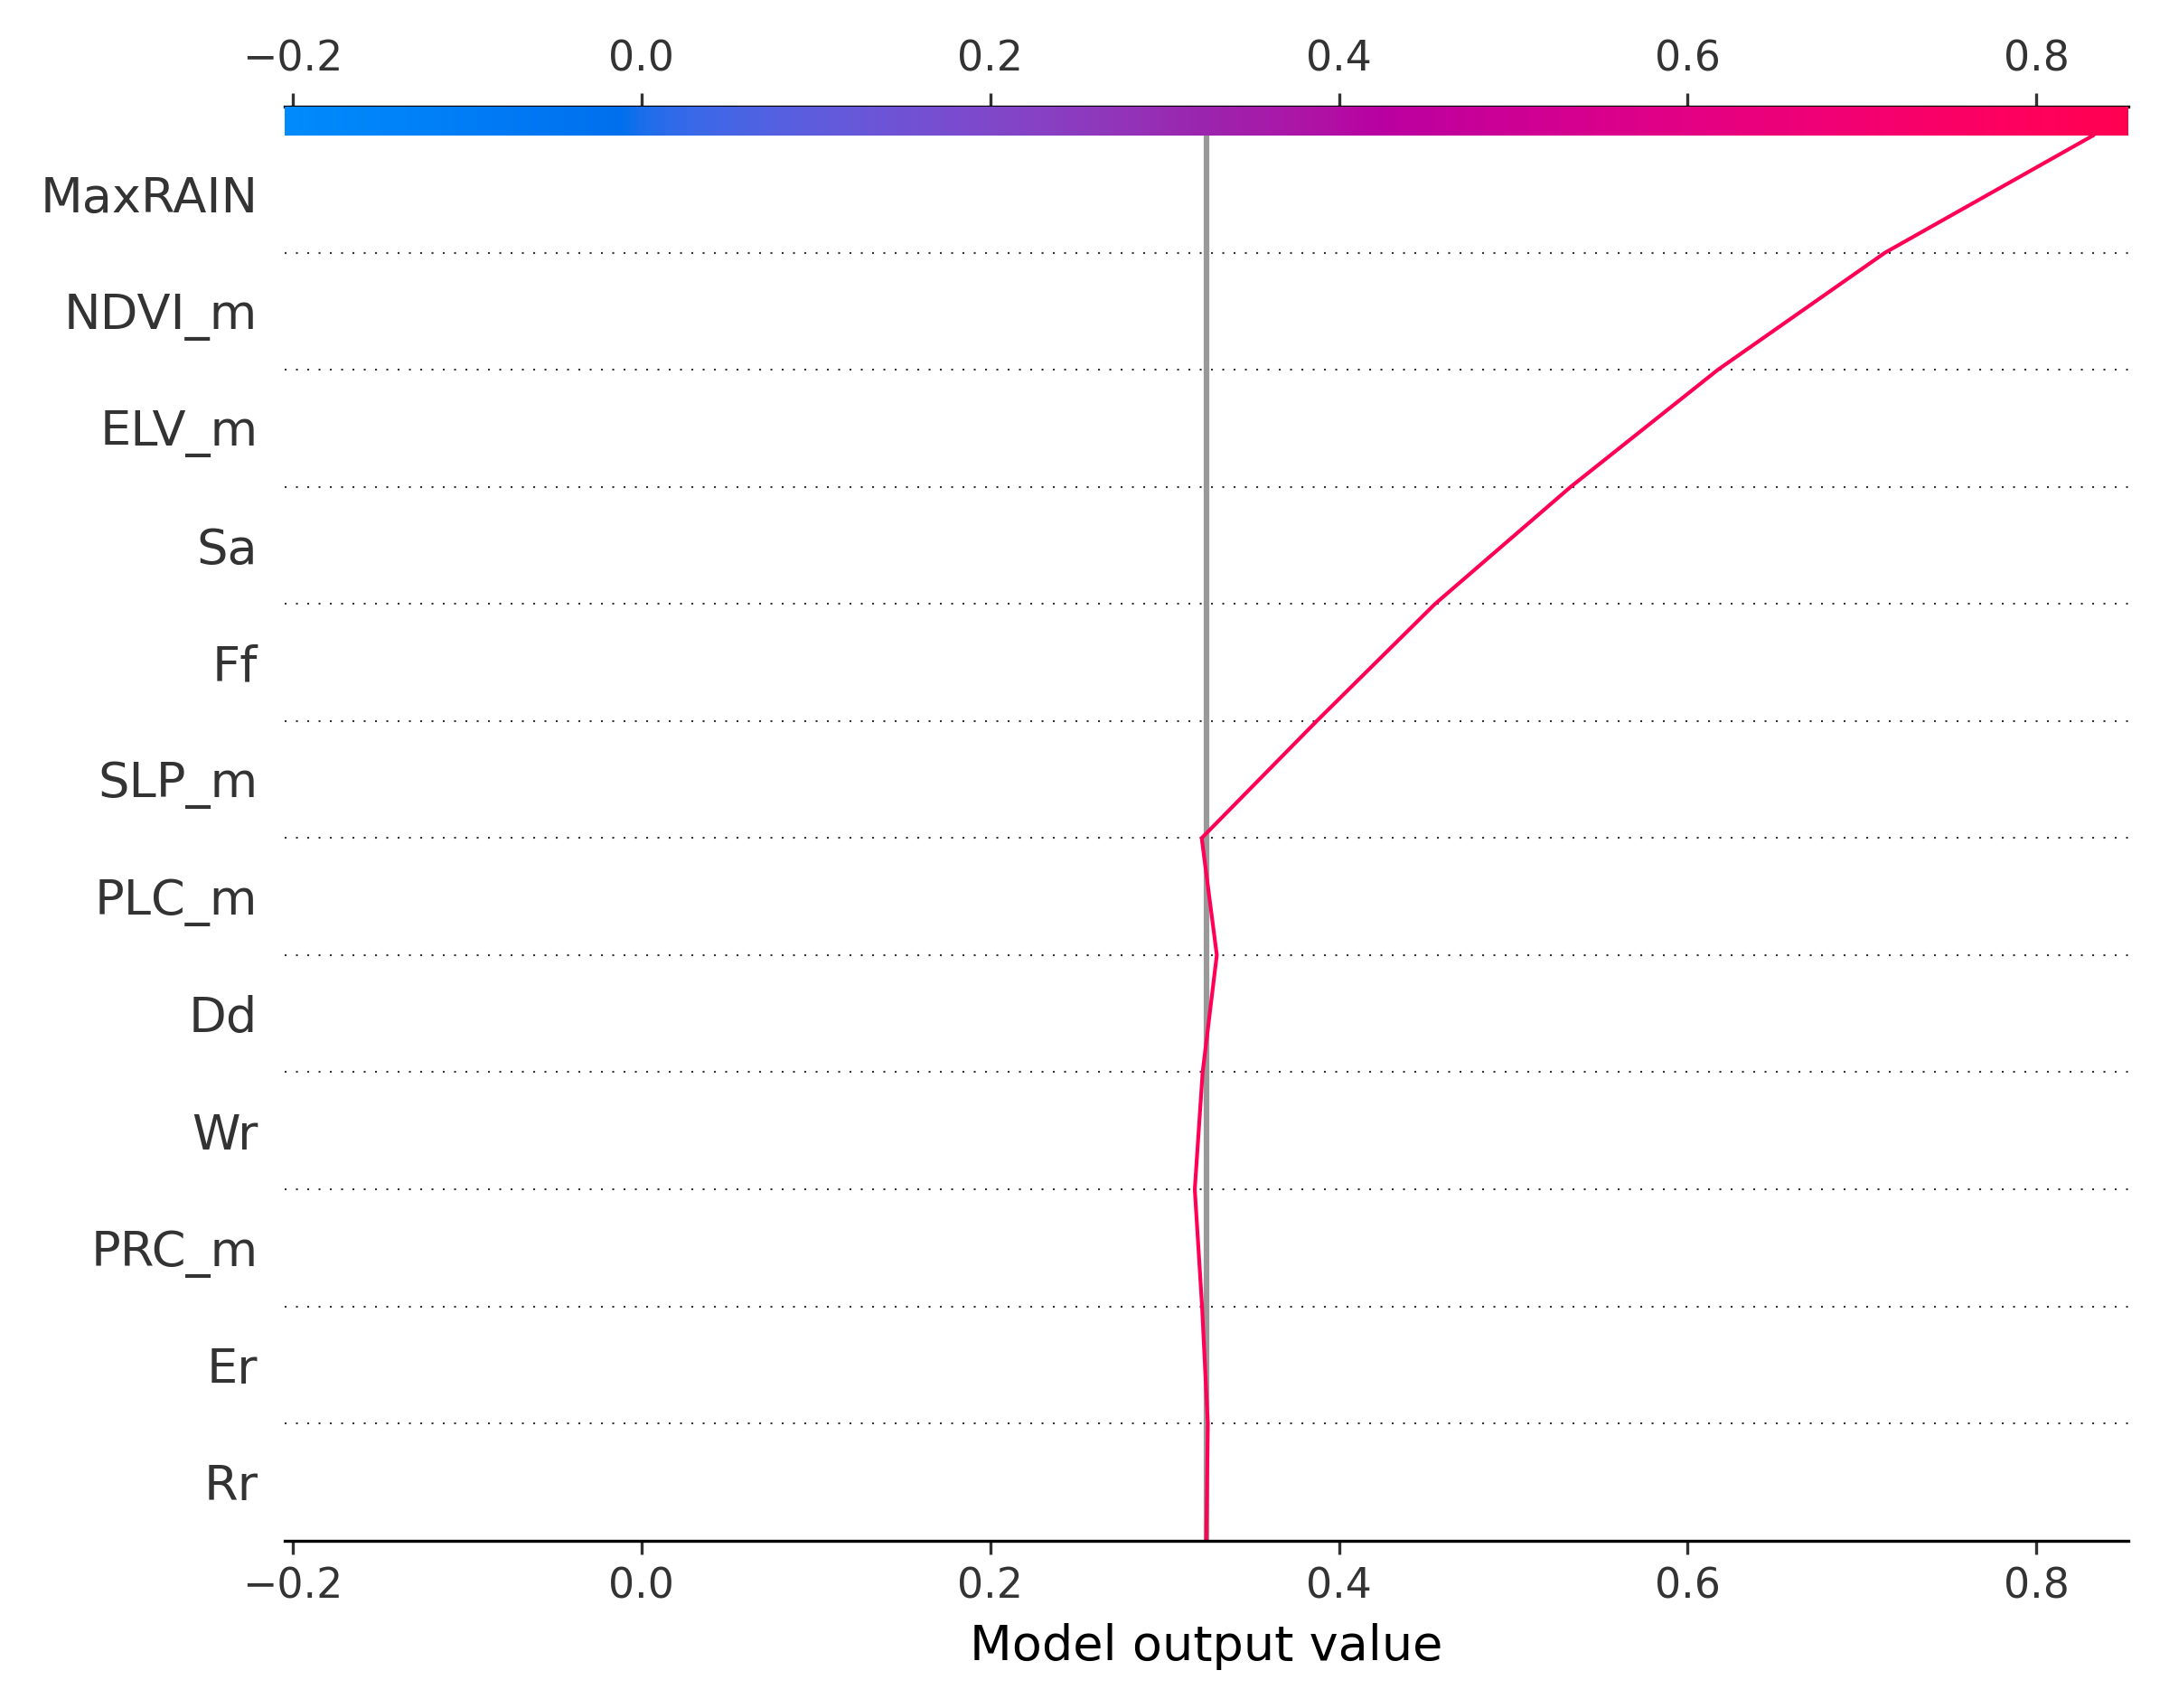 −0.2 0.0 0.2 0.4 0.6 0.8
MaxRAIN
NDVI_m
ELV_m
Sa
Ff
SLP_m
PLC_m
Dd
Wr
PRC_m
Er
Rr
−0.2 0.0 0.2 0.4 0.6 0.8
Model output value